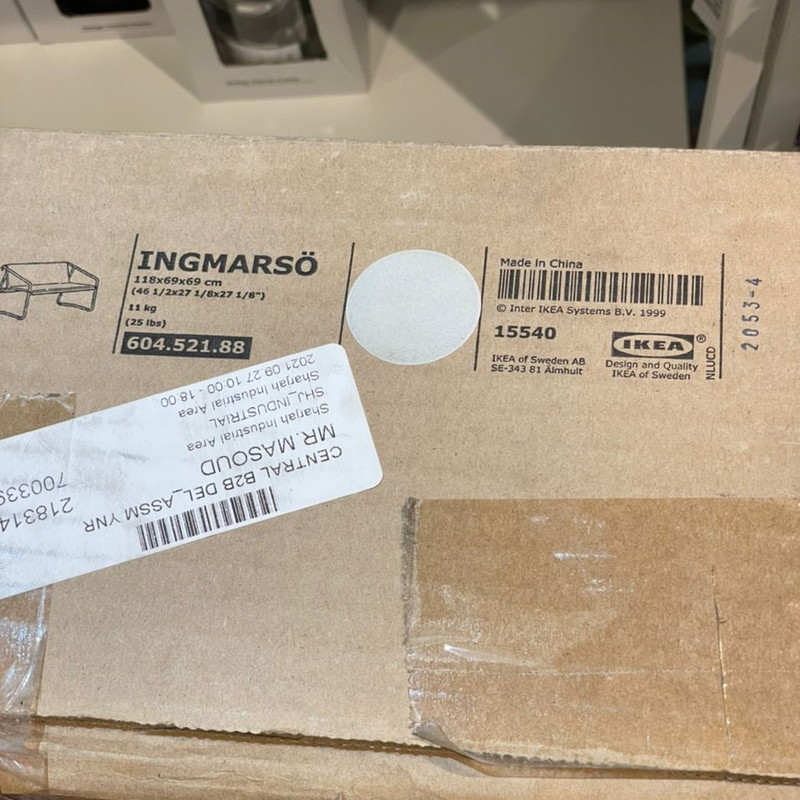 INGMARSÖ
118x69x69 cm
(46 1/2x27 1/8x27 1/8")
11 kg
(25 lbs)
604.521.88
Made in China
© Inter IKEA Systems B.V. 1999
15540
IKEA of Sweden AB
SE-343 81 Älmhult
IKEA®
Design and Quality
IKEA of Sweden
NLUCD
2053-4
CENTRAL B2B DEL_ASSM YNR
MR.MASOUD
Sharjah Industrial Area
SHJ_INDUSTRIAL
Sharjah Industrial Area
2021 09 27 10:00 - 18:00
218314
70033